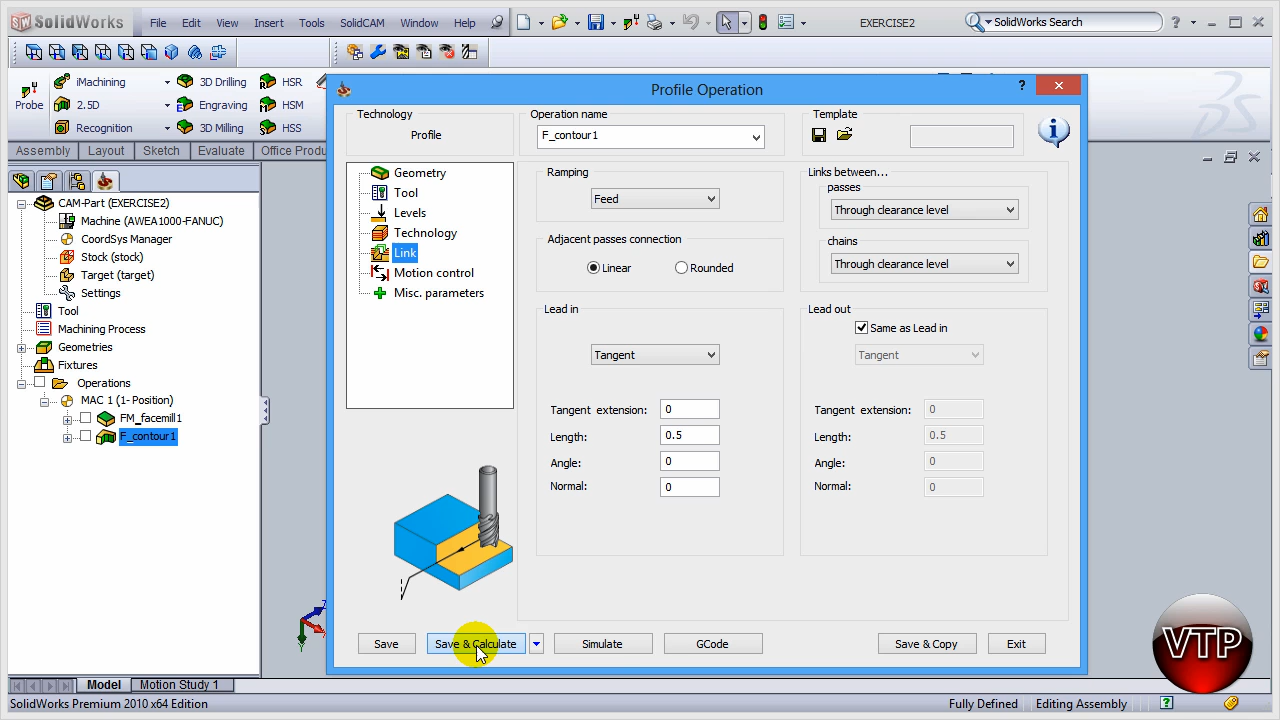 SolidWorks File Edit View Insert Tools SolidCAM Window Help EXERCISE2 SolidWorks Search ?
iMachining 3D Drilling HSR
Probe 2.5D Engraving HSM
Recognition 3D Milling HSS
Assembly Layout Sketch Evaluate Office Produ
CAM-Part (EXERCISE2)
Machine (AWEA1000-FANUC)
CoordSys Manager
Stock (stock)
Target (target)
Settings
Tool
Machining Process
Geometries
Fixtures
Operations
MAC 1 (1- Position)
FM_facemill1
F_contour1
Profile Operation ?
Technology
Profile
Operation name
F_contour1
Template
Geometry
Tool
Levels
Technology
Link
Motion control
Misc. parameters
Ramping
Feed
Adjacent passes connection
Linear Rounded
Links between...
passes
Through clearance level
chains
Through clearance level
Lead in
Tangent
Tangent extension: 0
Length: 0.5
Angle: 0
Normal: 0
Lead out
Same as Lead in
Tangent
Tangent extension: 0
Length: 0.5
Angle: 0
Normal: 0
Save Save & Calculate Simulate GCode Save & Copy Exit
VTP
Model Motion Study 1
SolidWorks Premium 2010 x64 Edition Fully Defined Editing Assembly ?